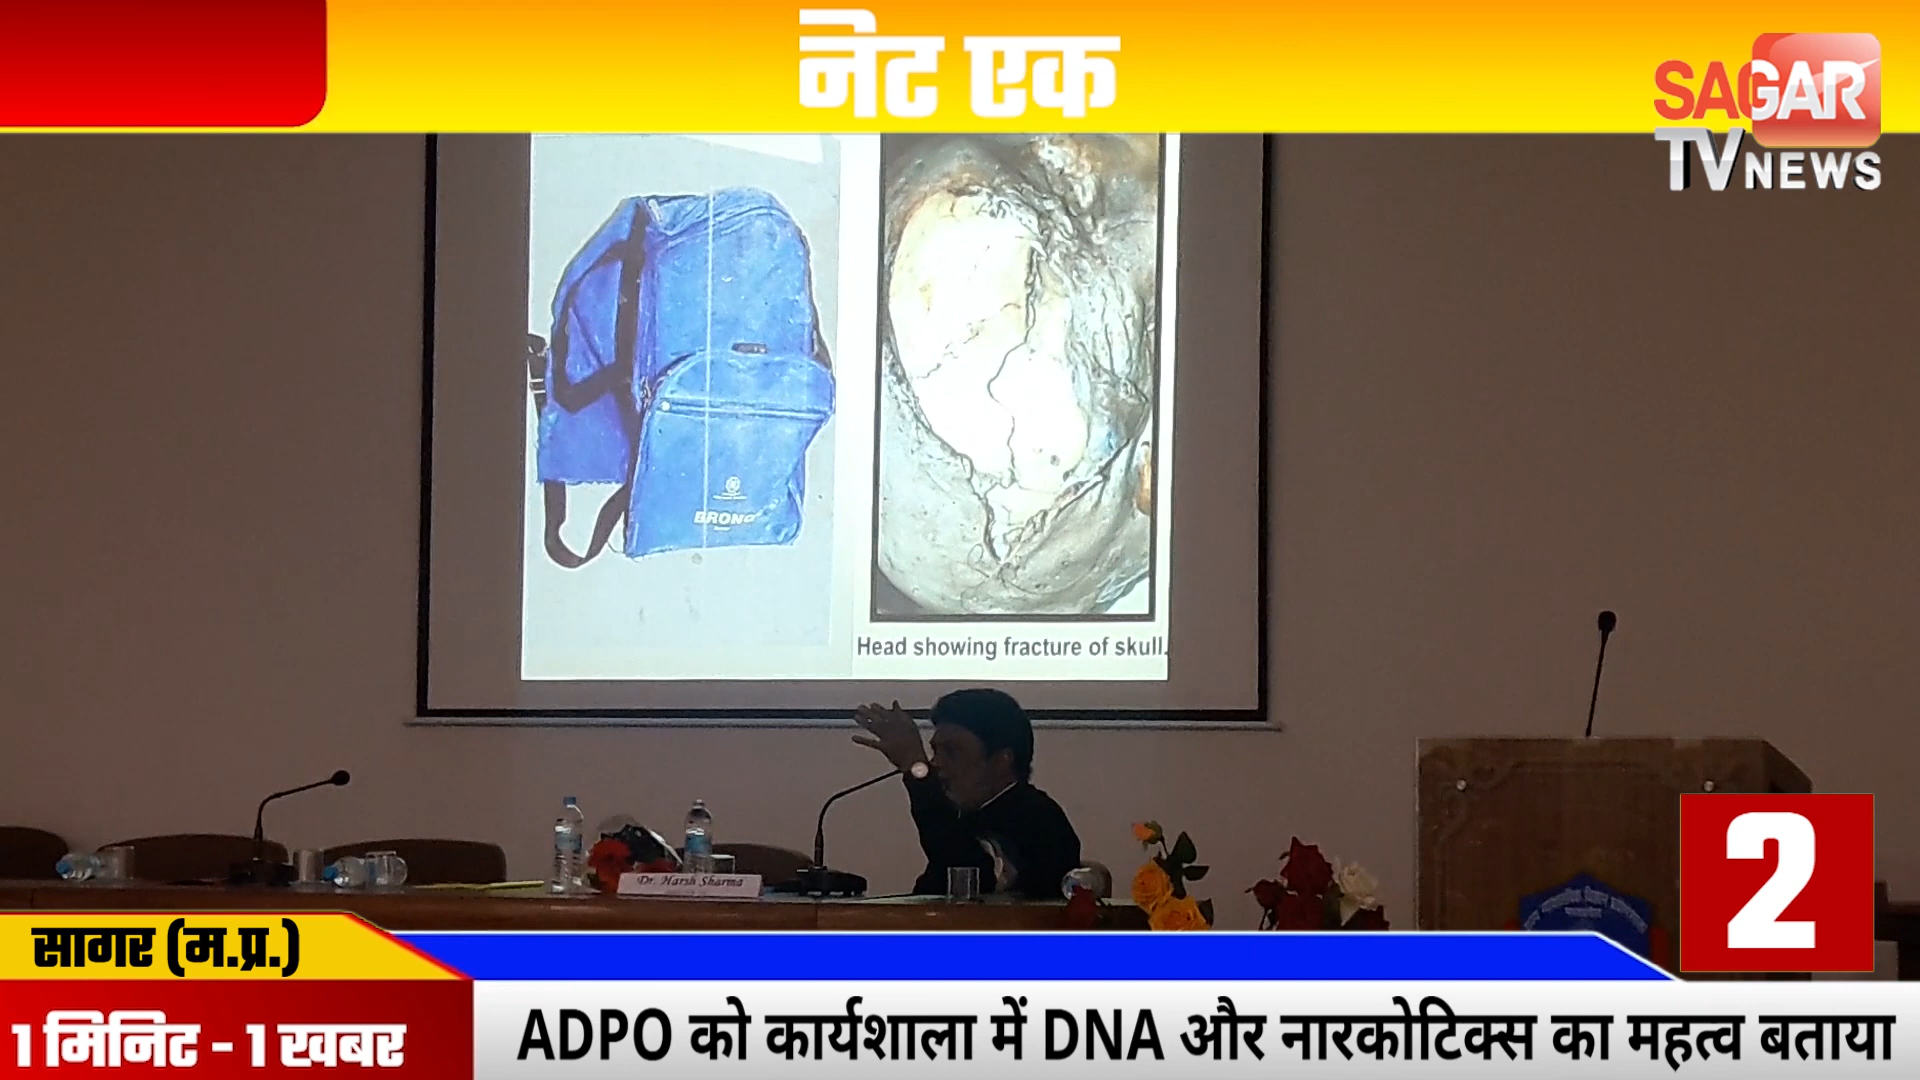 नेट एक
SAGAR
TV NEWS
BRONO
Head showing fracture of skull.
Dr. Harsh Sharma
2
सागर (म.प्र.)
1 मिनिट - 1 खबर
ADPO को कार्यशाला में DNA और नारकोटिक्स का महत्व बताया